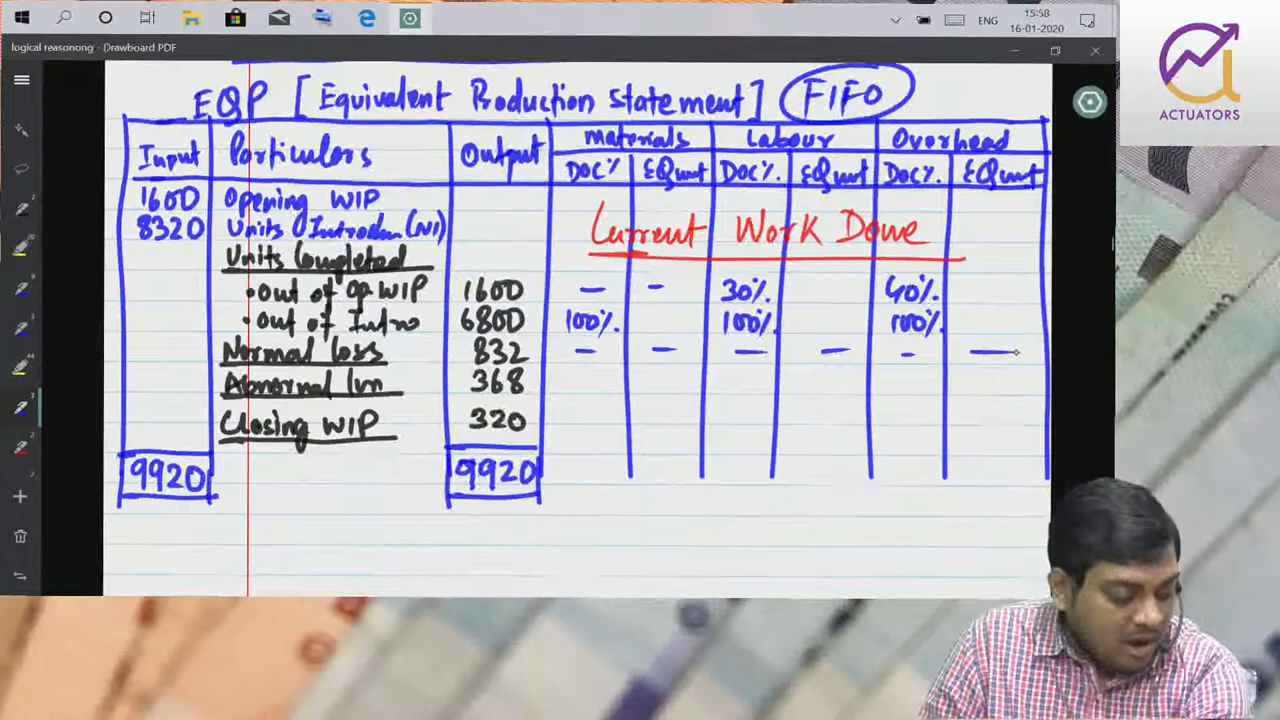 15:58
ENG
16-01-2020
logical reasonong - Drawboard PDF
ACTUATORS
EQP [Equivalent Production Statement] FIFO
Input Particulars Output Materials Labour Overhead
DOC% EQunt DOC%. EQunt DOC%. EQunt
1600 Opening WIP
8320 Units Introdn (NI)
Current Work Done
Units Completed
• Out of op WIP 1600 - - 30%. 40%.
• Out of Intro 6800 100%. 100%. 100%.
Normal loss 832 - - - - - -
Abnormal ln 368
Closing WIP 320
9920 9920